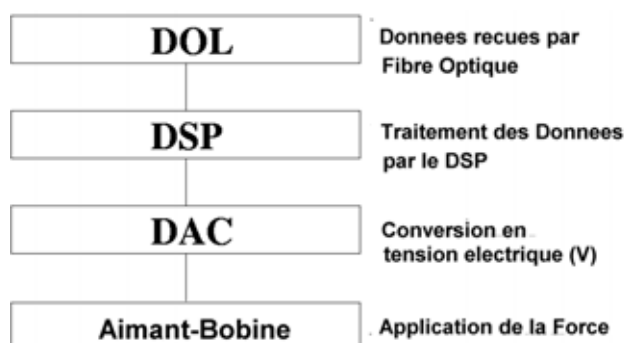 DOL
Donnees recues par
Fibre Optique
DSP
Traitement des Donnees
par le DSP
DAC
Conversion en
tension electrique (V)
Aimant-Bobine
Application de la Force